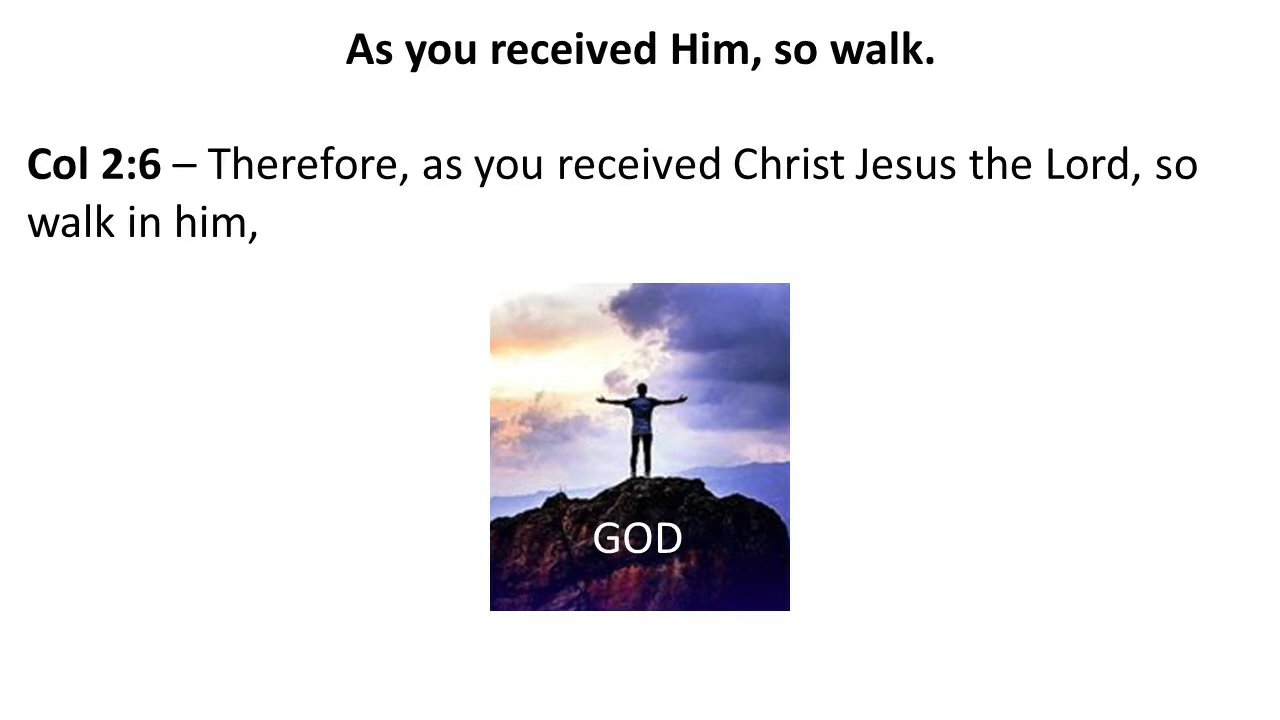 As you received Him, so walk.
Col 2:6 – Therefore, as you received Christ Jesus the Lord, so
walk in him,
GOD